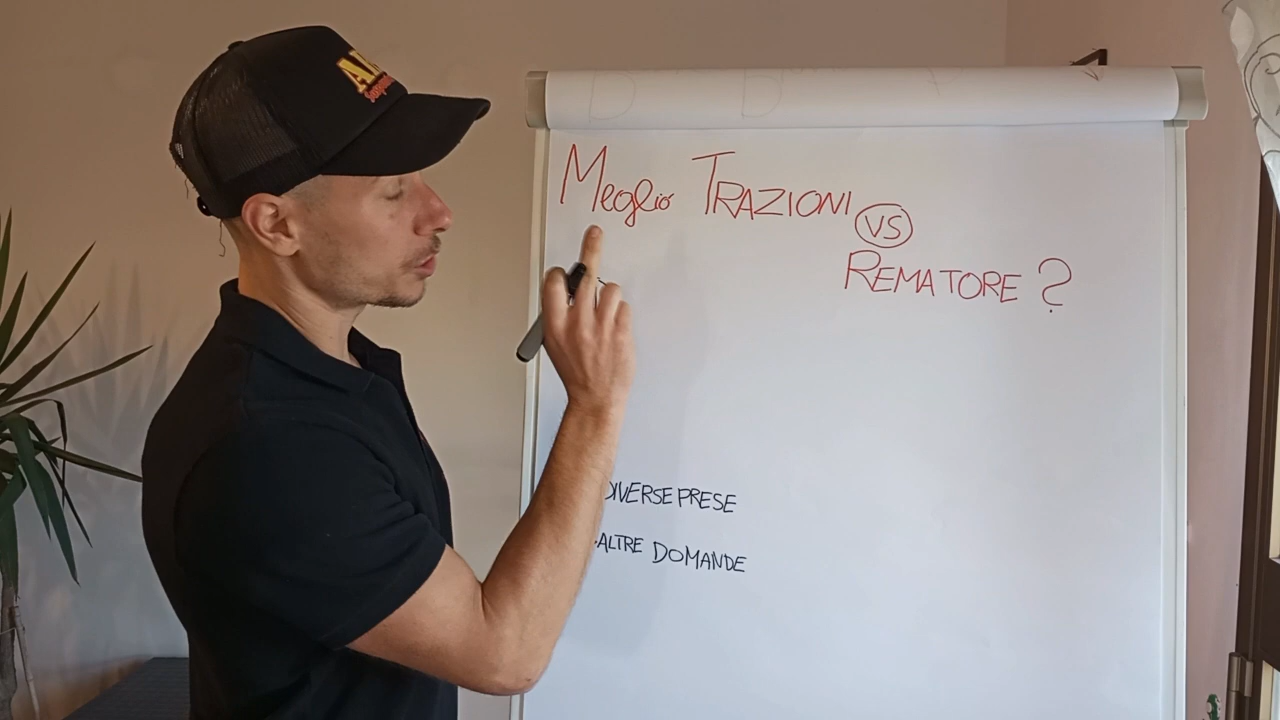 Meglio TRAZIONI
VS
REMATORE ?
DIVERSE PRESE
ALTRE DOMANDE